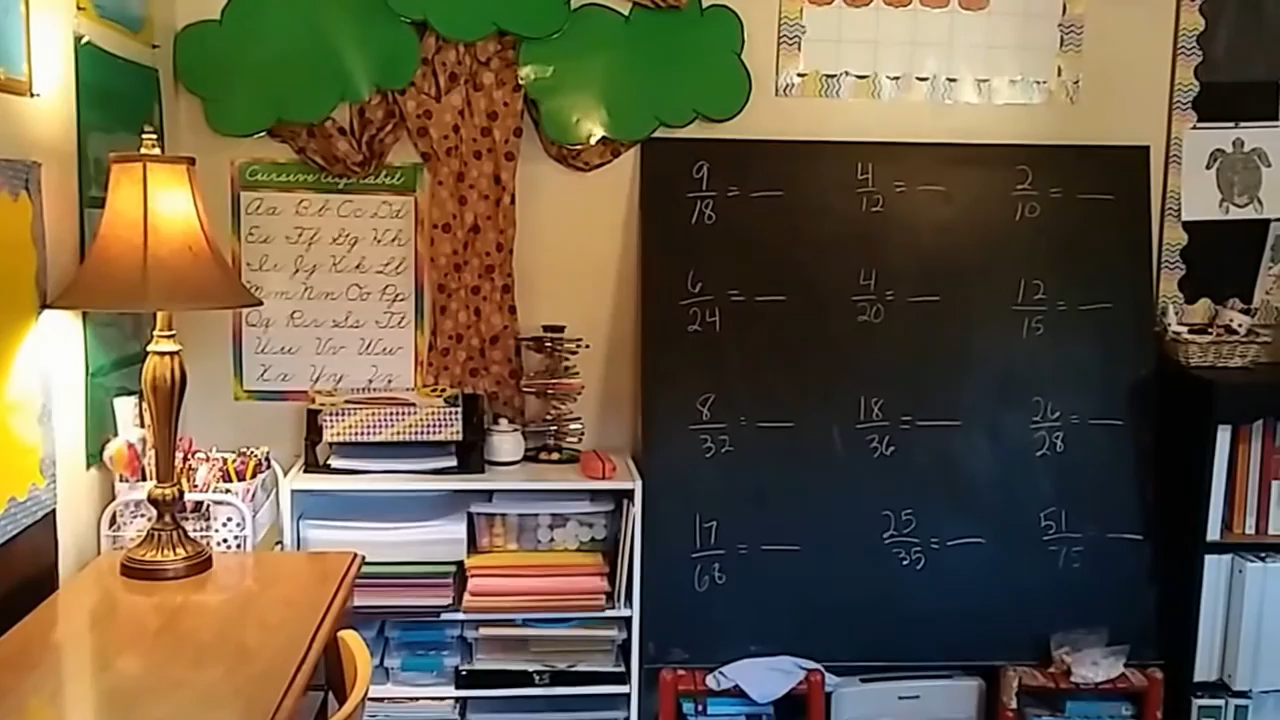 Cursive Alphabet
Aa Bb Cc Dd
Ee Ff Gg Hh
Ii Jj Kk Ll
Mm Nn Oo Pp
Qq Rr Ss Tt
Uu Vv Ww
Xx Yy Zz
9/18 = __ 4/12 = __ 2/10 = __
6/24 = __ 4/20 = __ 12/15 = __
8/32 = __ 18/36 = __ 26/28 = __
17/68 = __ 25/35 = __ 51/75 = __